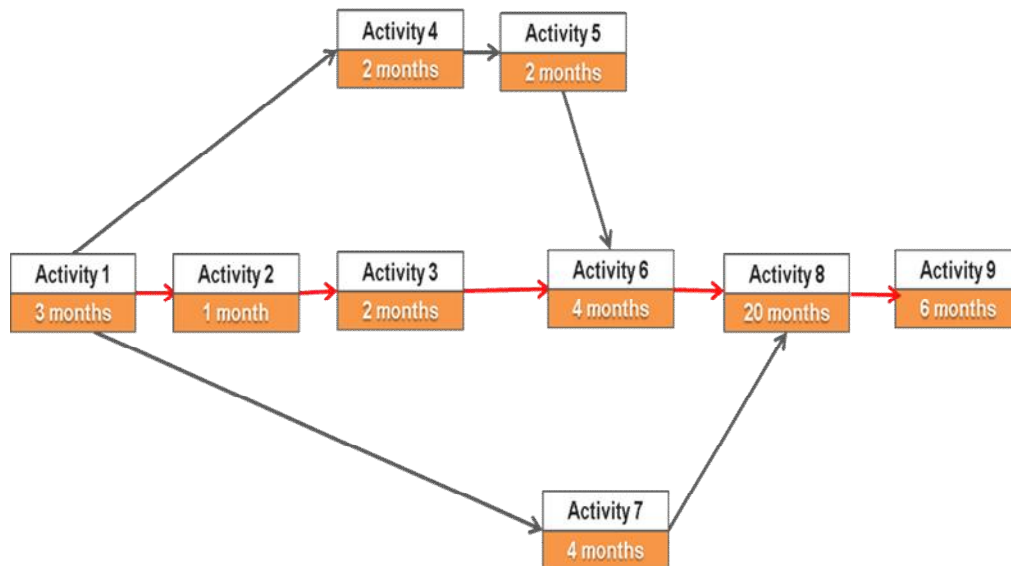 Activity 4
2 months
Activity 5
2 months
Activity 1
3 months
Activity 2
1 month
Activity 3
2 months
Activity 6
4 months
Activity 8
20 months
Activity 9
6 months
Activity 7
4 months